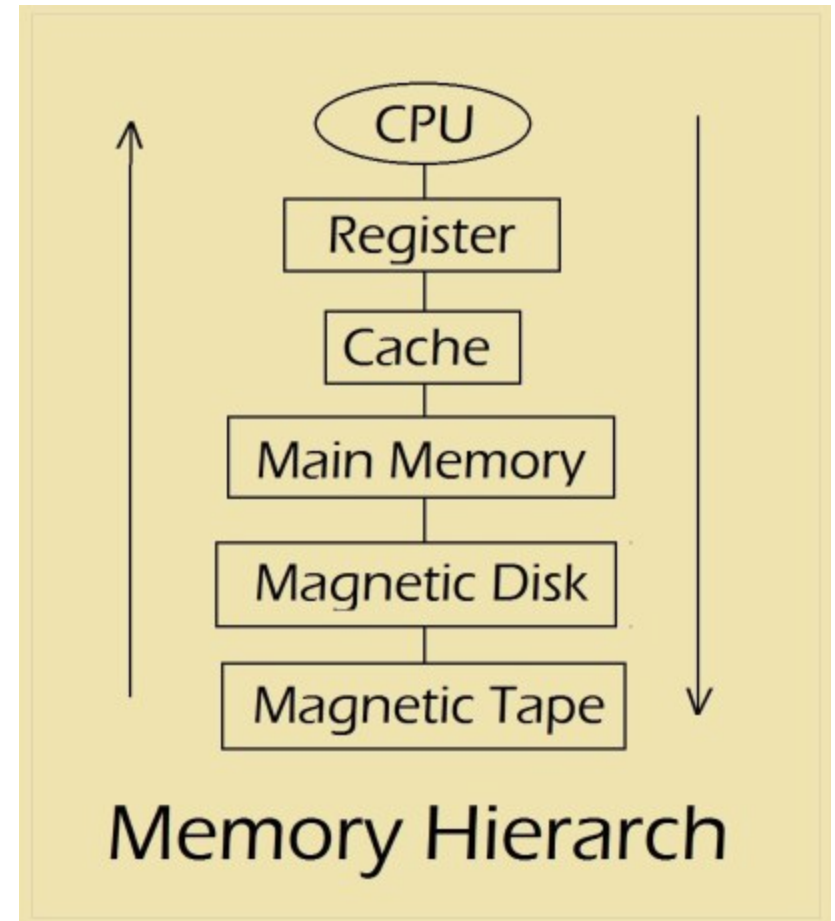 CPU
Register
Cache
Main Memory
Magnetic Disk
Magnetic Tape
Memory Hierarch